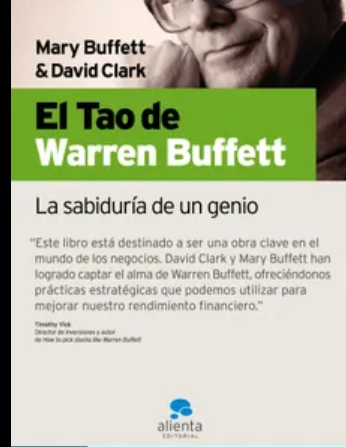 Mary Buffett
& David Clark
El Tao de
Warren Buffett
La sabiduría de un genio
"Este libro está destinado a ser una obra clave en el
mundo de los negocios. David Clark y Mary Buffett han
logrado captar el alma de Warren Buffett, ofreciéndonos
prácticas estratégicas que podemos utilizar para
mejorar nuestro rendimiento financiero."
Timothy Vick
Director de inversiones y autor
de How to pick stocks like Warren Buffett
alienta
EDITORIAL